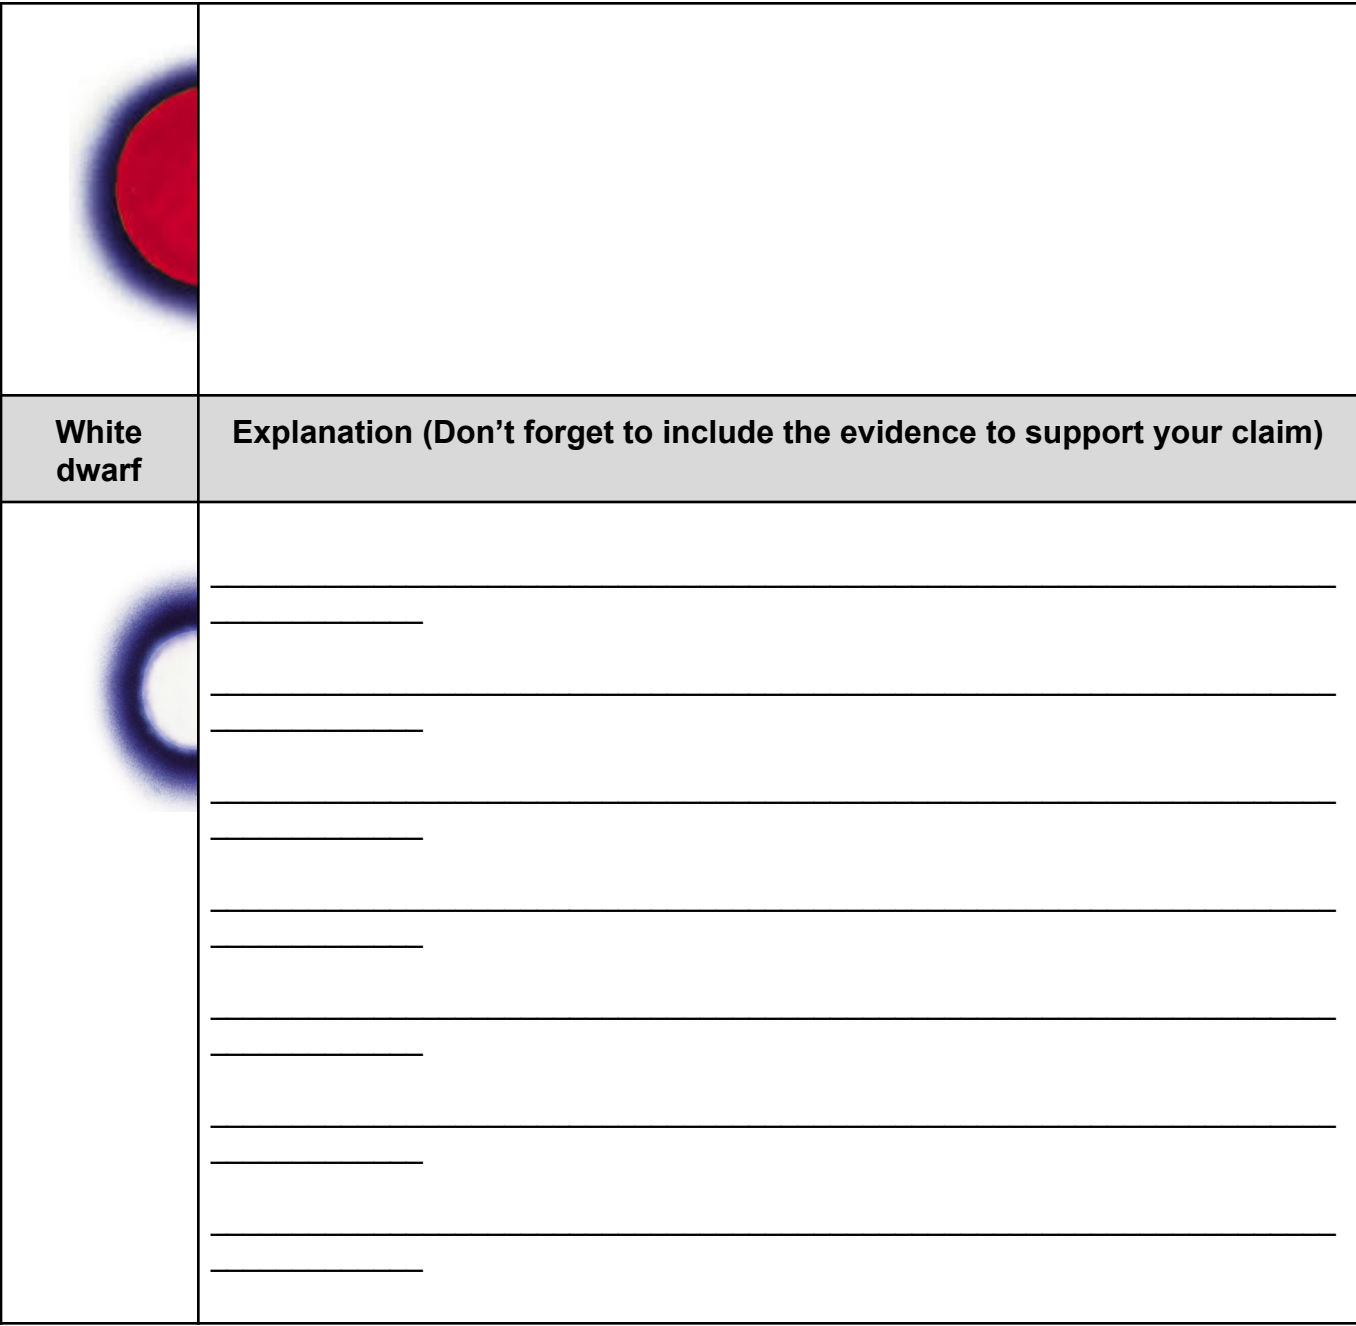 White
dwarf
Explanation (Don’t forget to include the evidence to support your claim)